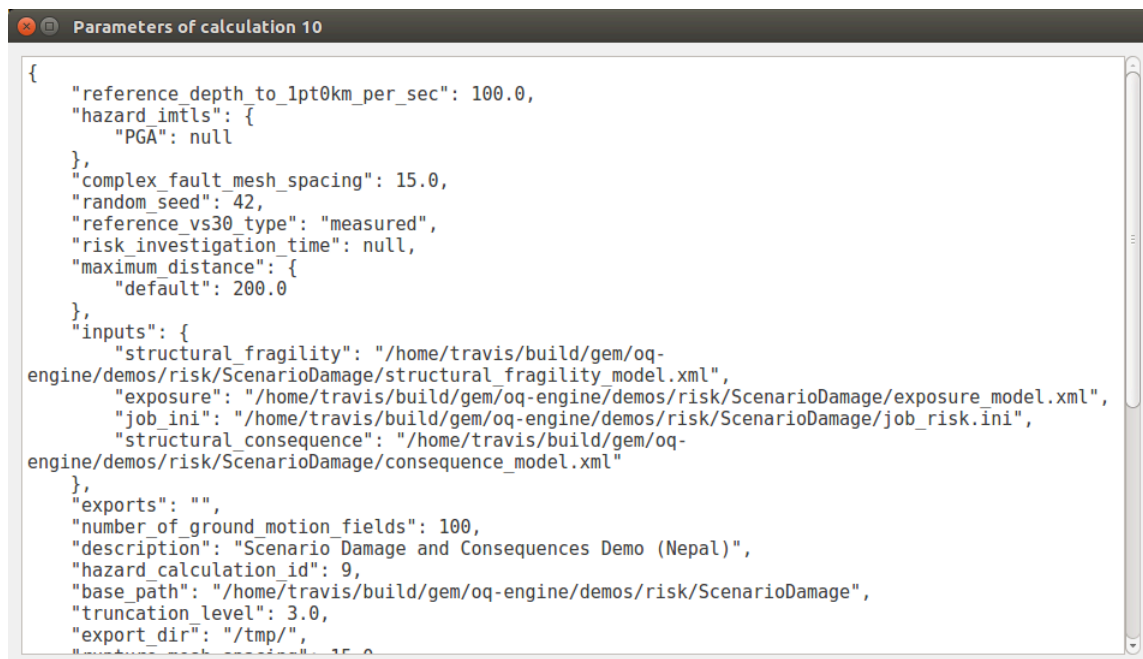 Parameters of calculation 10
{
    "reference_depth_to_1pt0km_per_sec": 100.0,
    "hazard_imtls": {
        "PGA": null
    },
    "complex_fault_mesh_spacing": 15.0,
    "random_seed": 42,
    "reference_vs30_type": "measured",
    "risk_investigation_time": null,
    "maximum_distance": {
        "default": 200.0
    },
    "inputs": {
        "structural_fragility": "/home/travis/build/gem/oq-
engine/demos/risk/ScenarioDamage/structural_fragility_model.xml",
        "exposure": "/home/travis/build/gem/oq-engine/demos/risk/ScenarioDamage/exposure_model.xml",
        "job_ini": "/home/travis/build/gem/oq-engine/demos/risk/ScenarioDamage/job_risk.ini",
        "structural_consequence": "/home/travis/build/gem/oq-
engine/demos/risk/ScenarioDamage/consequence_model.xml"
    },
    "exports": "",
    "number_of_ground_motion_fields": 100,
    "description": "Scenario Damage and Consequences Demo (Nepal)",
    "hazard_calculation_id": 9,
    "base_path": "/home/travis/build/gem/oq-engine/demos/risk/ScenarioDamage",
    "truncation_level": 3.0,
    "export_dir": "/tmp/",
    "rupture_mesh_spacing": 15.0